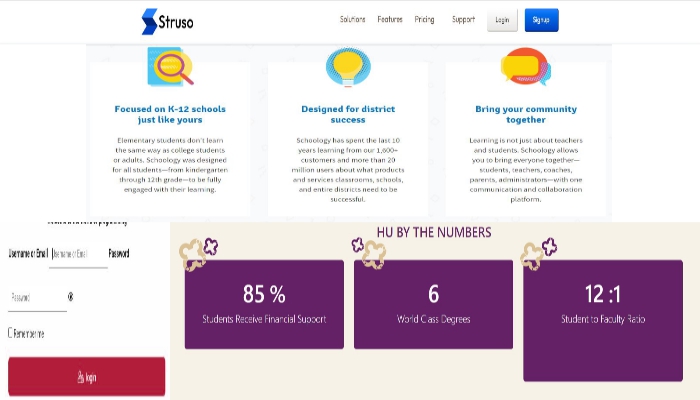 Struso
Solutions Features Pricing Support Login Signup
Focused on K-12 schools
just like yours
Elementary students don't learn
the same way as college students
or adults. Schoology was designed
for all students—from kindergarten
through 12th grade—to be fully
engaged with their learning.
Designed for district
success
Schoology has spent the last 10
years learning from our 1,600+
customers and more than 20
million users about what products
and services classrooms, schools,
and entire districts need to be
successful.
Bring your community
together
Learning is not just about teachers
and students. Schoology allows
you to bring everyone together—
students, teachers, coaches,
parents, administrators—with one
communication and collaboration
platform.
Username or Email Username or Email Password
Password
Remember me
login
HU BY THE NUMBERS
85 %
Students Receive Financial Support
6
World Class Degrees
12 :1
Student to Faculty Ratio